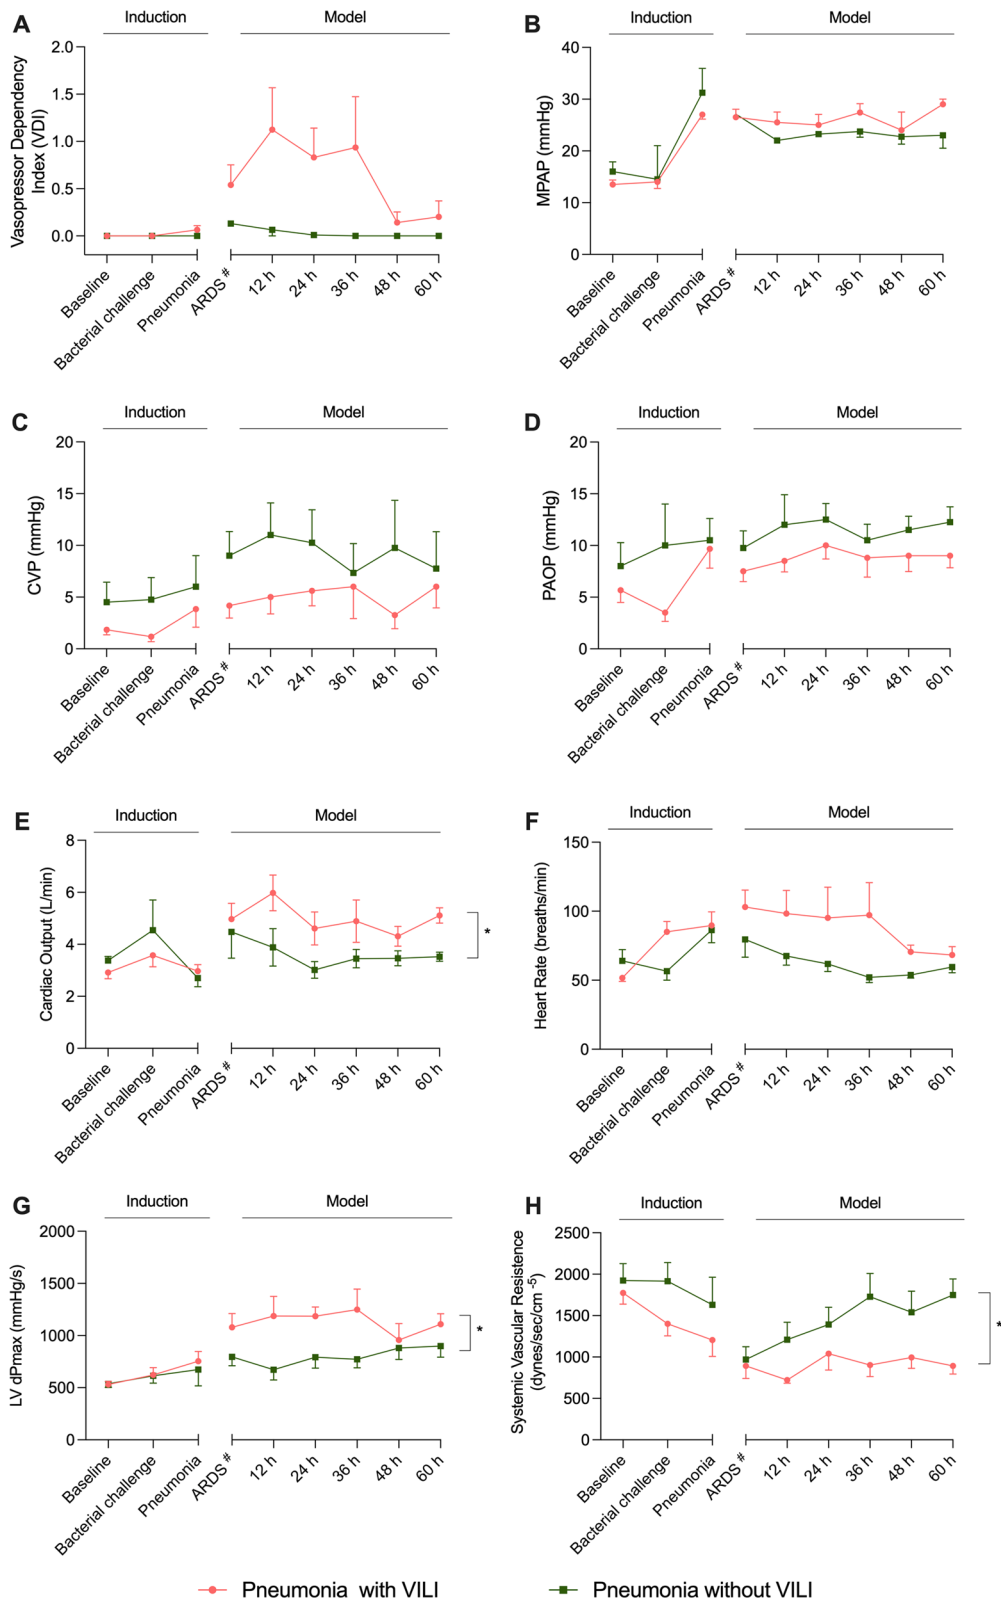 A
Induction
Model
Vasopressor Dependency
Index (VDI)
2.0
1.5
1.0
0.5
0.0
Baseline
Bacterial challenge
Pneumonia
ARDS #
12 h
24 h
36 h
48 h
60 h
B
Induction
Model
MPAP (mmHg)
40
30
20
10
0
Baseline
Bacterial challenge
Pneumonia
ARDS #
12 h
24 h
36 h
48 h
60 h
C
Induction
Model
CVP (mmHg)
20
15
10
5
0
Baseline
Bacterial challenge
Pneumonia
ARDS #
12 h
24 h
36 h
48 h
60 h
D
Induction
Model
PAOP (mmHg)
20
15
10
5
0
Baseline
Bacterial challenge
Pneumonia
ARDS #
12 h
24 h
36 h
48 h
60 h
E
Induction
Model
Cardiac Output (L/min)
8
6
4
2
0
*
Baseline
Bacterial challenge
Pneumonia
ARDS #
12 h
24 h
36 h
48 h
60 h
F
Induction
Model
Heart Rate (breaths/min)
150
100
50
0
Baseline
Bacterial challenge
Pneumonia
ARDS #
12 h
24 h
36 h
48 h
60 h
G
Induction
Model
LV dPmax (mmHg/s)
2000
1500
1000
500
0
*
Baseline
Bacterial challenge
Pneumonia
ARDS #
12 h
24 h
36 h
48 h
60 h
H
Induction
Model
Systemic Vascular Resistence
(dynes/sec/cm -5)
2500
2000
1500
1000
500
0
*
Baseline
Bacterial challenge
Pneumonia
ARDS #
12 h
24 h
36 h
48 h
60 h
Pneumonia with VILI
Pneumonia without VILI